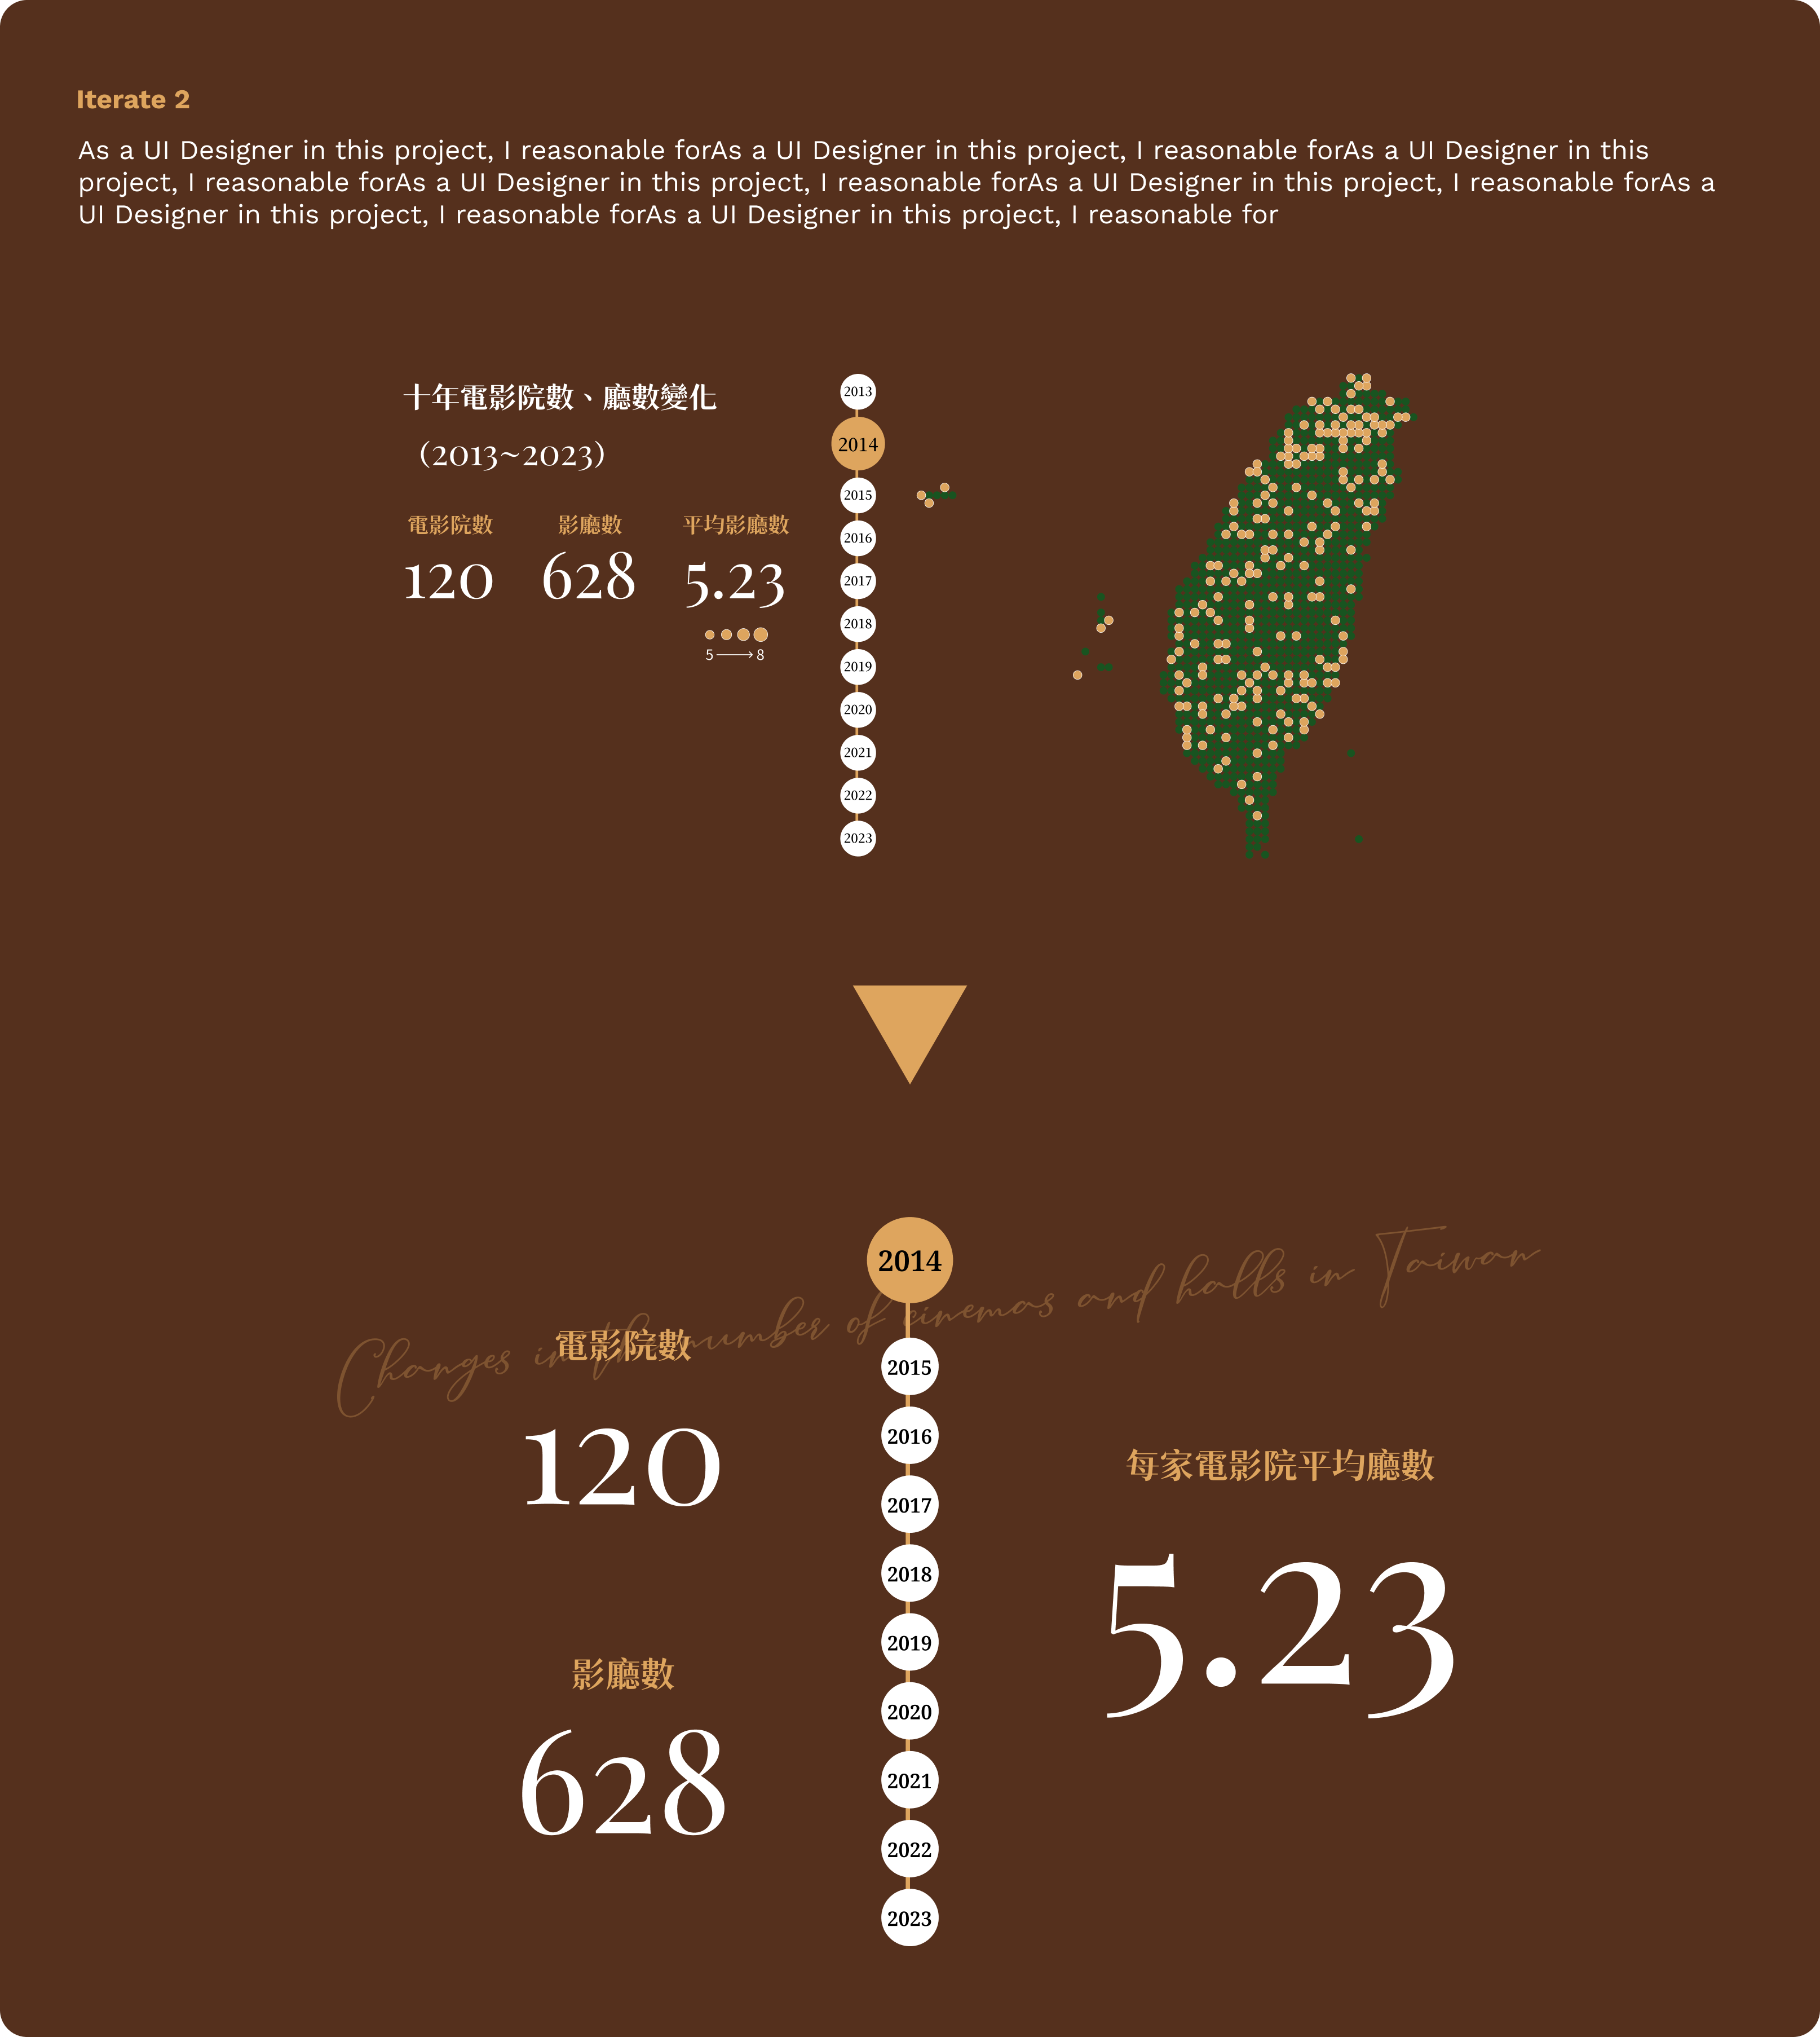 Iterate 2
As a UI Designer in this project, I reasonable forAs a UI Designer in this project, I reasonable forAs a UI Designer in this
project, I reasonable forAs a UI Designer in this project, I reasonable forAs a UI Designer in this project, I reasonable forAs a
UI Designer in this project, I reasonable forAs a UI Designer in this project, I reasonable for
十年電影院數、廳數變化
（2013~2023）
電影院數 影廳數 平均影廳數
120 628 5.23
5 8
2013
2014
2015
2016
2017
2018
2019
2020
2021
2022
2023
Changes in the number of cinemas and halls in Taiwan
電影院數
120
影廳數
628
2014
2015
2016
2017
2018
2019
2020
2021
2022
2023
每家電影院平均廳數
5.23